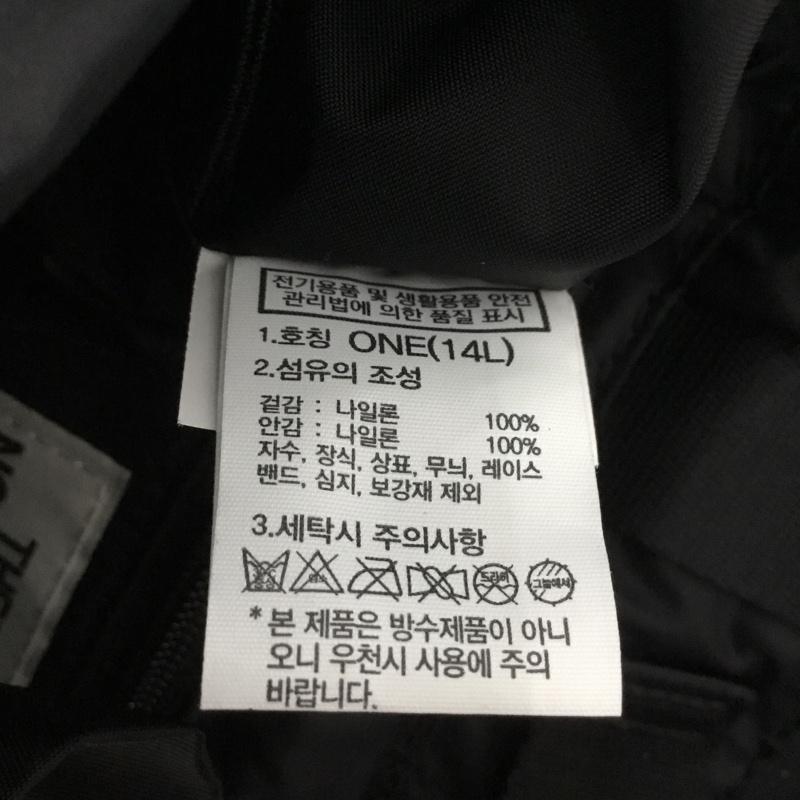 전기용품 및 생활용품 안전
관리법에 의한 품질 표시
1.호칭 ONE(14L)
2.섬유의 조성
겉감 : 나일론 100%
안감 : 나일론 100%
자수, 장식, 상표, 무늬, 레이스
밴드, 심지, 보강재 제외
3.세탁시 주의사항
드라이
그늘에서
* 본 제품은 방수제품이 아니
오니 우천시 사용에 주의
바랍니다.
THE